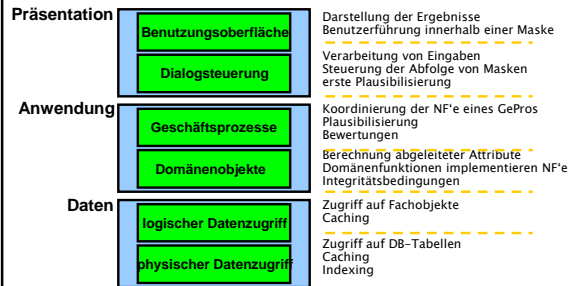 Präsentation
Benutzungsoberfläche
Darstellung der Ergebnisse
Benutzerführung innerhalb einer Maske
Dialogsteuerung
Verarbeitung von Eingaben
Steuerung der Abfolge von Masken
erste Plausibilisierung
Anwendung
Geschäftsprozesse
Koordinierung der NF‘e eines GePros
Plausibilisierung
Bewertungen
Domänenobjekte
Berechnung abgeleiteter Attribute
Domänenfunktionen implementieren NF‘e
Integritätsbedingungen
Daten
logischer Datenzugriff
Zugriff auf Fachobjekte
Caching
physischer Datenzugriff
Zugriff auf DB-Tabellen
Caching
Indexing